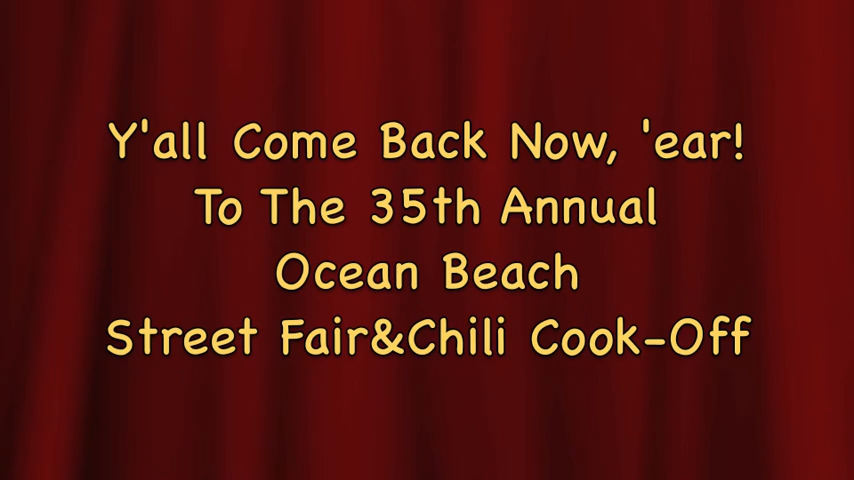 Y'all Come Back Now, 'ear!
To The 35th Annual
Ocean Beach
Street Fair&Chili Cook-Off